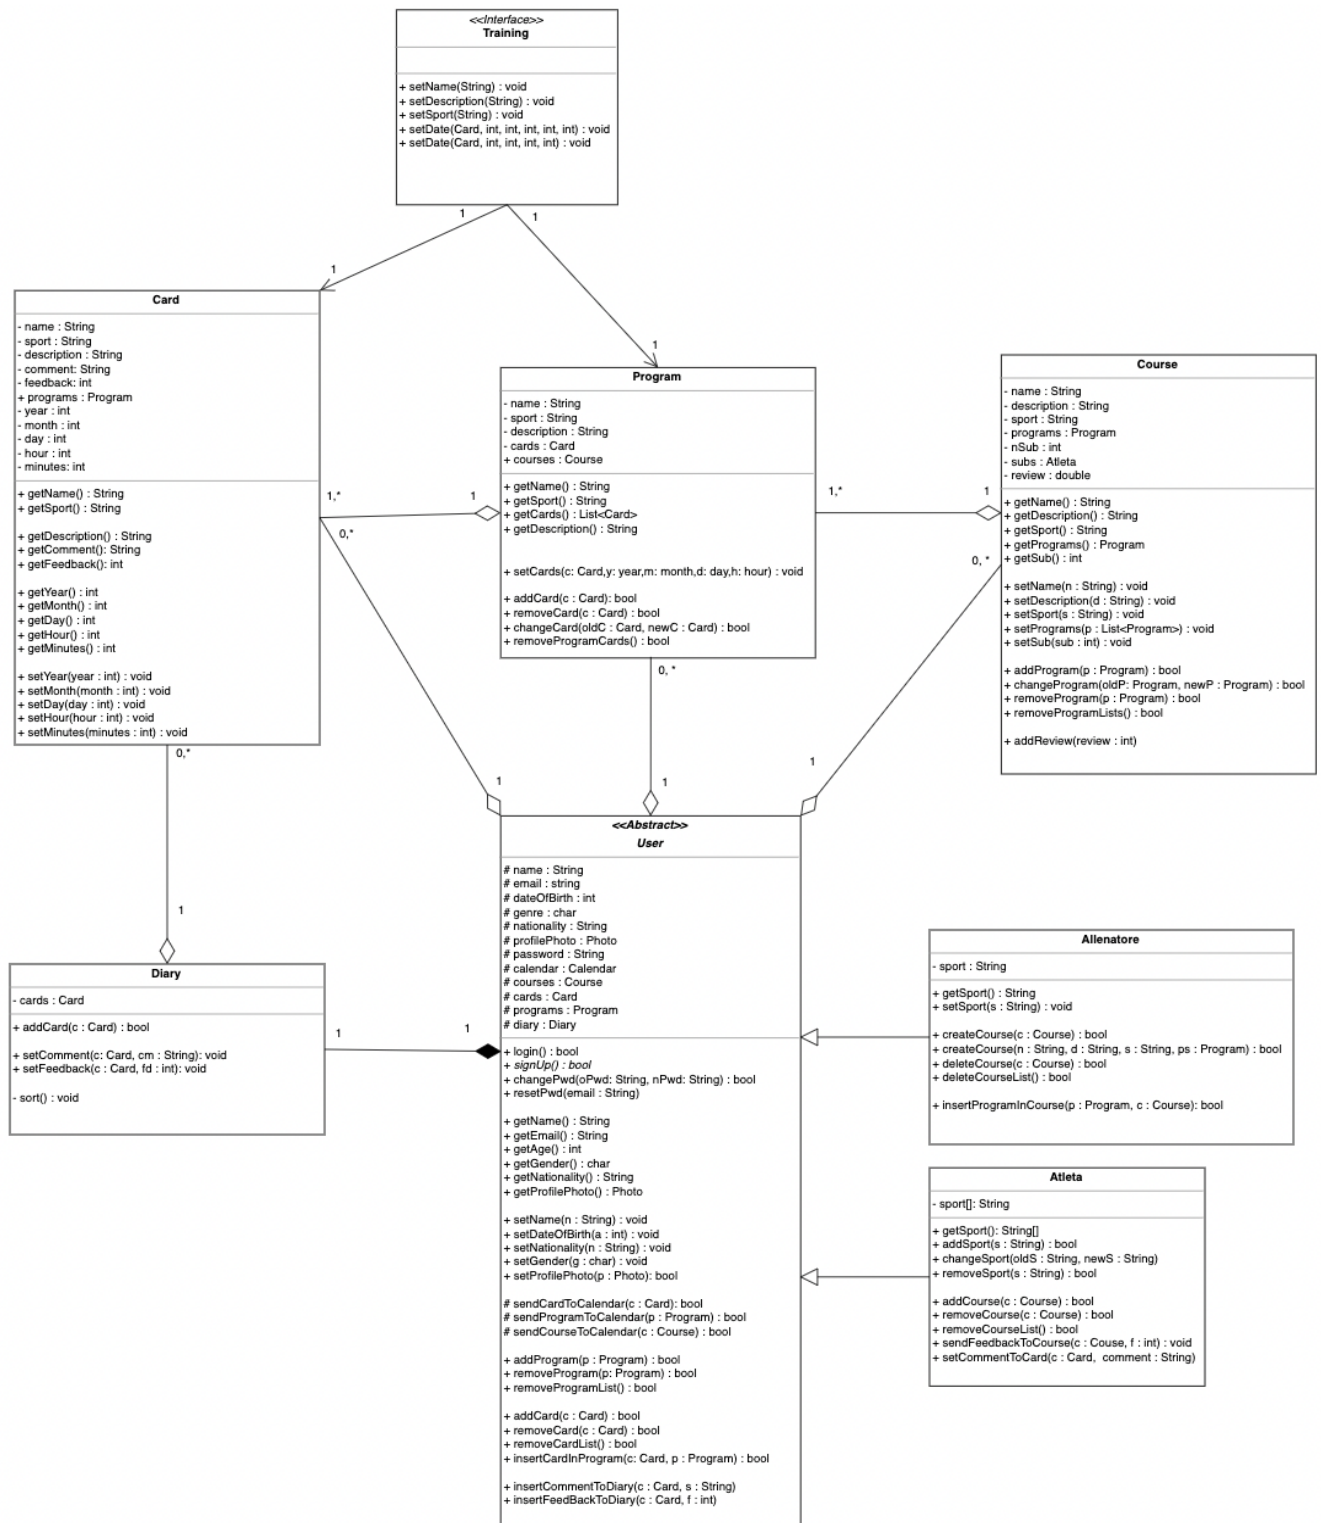 <<Interface>>
Training
+ setName(String) : void
+ setDescription(String) : void
+ setSport(String) : void
+ setDate(Card, int, int, int, int, int) : void
+ setDate(Card, int, int, int, int) : void
1
1
1
1
Card
- name : String
- sport : String
- description : String
- comment: String
- feedback: int
+ programs : Program
- year : int
- month : int
- day : int
- hour : int
- minutes: int
+ getName() : String
+ getSport() : String
+ getDescription() : String
+ getComment(): String
+ getFeedback(): int
+ getYear() : int
+ getMonth() : int
+ getDay() : int
+ getHour() : int
+ getMinutes() : int
+ setYear(year : int) : void
+ setMonth(month : int) : void
+ setDay(day : int) : void
+ setHour(hour : int) : void
+ setMinutes(minutes : int) : void
1,*
1
0,*
Program
- name : String
- sport : String
- description : String
- cards : Card
+ courses : Course
+ getName() : String
+ getSport() : String
+ getCards() : List<Card>
+ getDescription() : String
+ setCards(c: Card,y: year,m: month,d: day,h: hour) : void
+ addCard(c : Card): bool
+ removeCard(c : Card) : bool
+ changeCard(oldC : Card, newC : Card) : bool
+ removeProgramCards() : bool
1,*
1
Course
- name : String
- description : String
- sport : String
- programs : Program
- nSub : int
- subs : Atleta
- review : double
+ getName() : String
+ getDescription() : String
+ getSport() : String
+ getPrograms() : Program
+ getSub() : int
+ setName(n : String) : void
+ setDescription(d : String) : void
+ setSport(s : String) : void
+ setPrograms(p : List<Program>) : void
+ setSub(sub : int) : void
+ addProgram(p : Program) : bool
+ changeProgram(oldP: Program, newP : Program) : bool
+ removeProgram(p : Program) : bool
+ removeProgramLists() : bool
+ addReview(review : int)
0, *
0, *
0,*
1
1
1
1
Diary
- cards : Card
+ addCard(c : Card) : bool
+ setComment(c: Card, cm : String): void
+ setFeedback(c : Card, fd : int): void
- sort() : void
1
1
<<Abstract>>
User
# name : String
# email : string
# dateOfBirth : int
# genre : char
# nationality : String
# profilePhoto : Photo
# password : String
# calendar : Calendar
# courses : Course
# cards : Card
# programs : Program
# diary : Diary
+ login() : bool
+ signUp() : bool
+ changePwd(oPwd: String, nPwd: String) : bool
+ resetPwd(email : String)
+ getName() : String
+ getEmail() : String
+ getAge() : int
+ getGender() : char
+ getNationality() : String
+ getProfilePhoto() : Photo
+ setName(n : String) : void
+ setDateOfBirth(a : int) : void
+ setNationality(n : String) : void
+ setGender(g : char) : void
+ setProfilePhoto(p : Photo): bool
# sendCardToCalendar(c : Card): bool
# sendProgramToCalendar(p : Program) : bool
# sendCourseToCalendar(c : Course) : bool
+ addProgram(p : Program) : bool
+ removeProgram(p: Program) : bool
+ removeProgramList() : bool
+ addCard(c : Card) : bool
+ removeCard(c : Card) : bool
+ removeCardList() : bool
+ insertCardInProgram(c: Card, p : Program) : bool
+ insertCommentToDiary(c : Card, s : String)
+ insertFeedBackToDiary(c : Card, f : int)
Allenatore
- sport : String
+ getSport() : String
+ setSport(s : String) : void
+ createCourse(c : Course) : bool
+ createCourse(n : String, d : String, s : String, ps : Program) : bool
+ deleteCourse(c : Course) : bool
+ deleteCourseList() : bool
+ insertProgramInCourse(p : Program, c : Course): bool
Atleta
- sport[]: String
+ getSport(): String[]
+ addSport(s : String) : bool
+ changeSport(oldS : String, newS : String)
+ removeSport(s : String) : bool
+ addCourse(c : Course) : bool
+ removeCourse(c : Course) : bool
+ removeCourseList() : bool
+ sendFeedbackToCourse(c : Couse, f : int) : void
+ setCommentToCard(c : Card, comment : String)